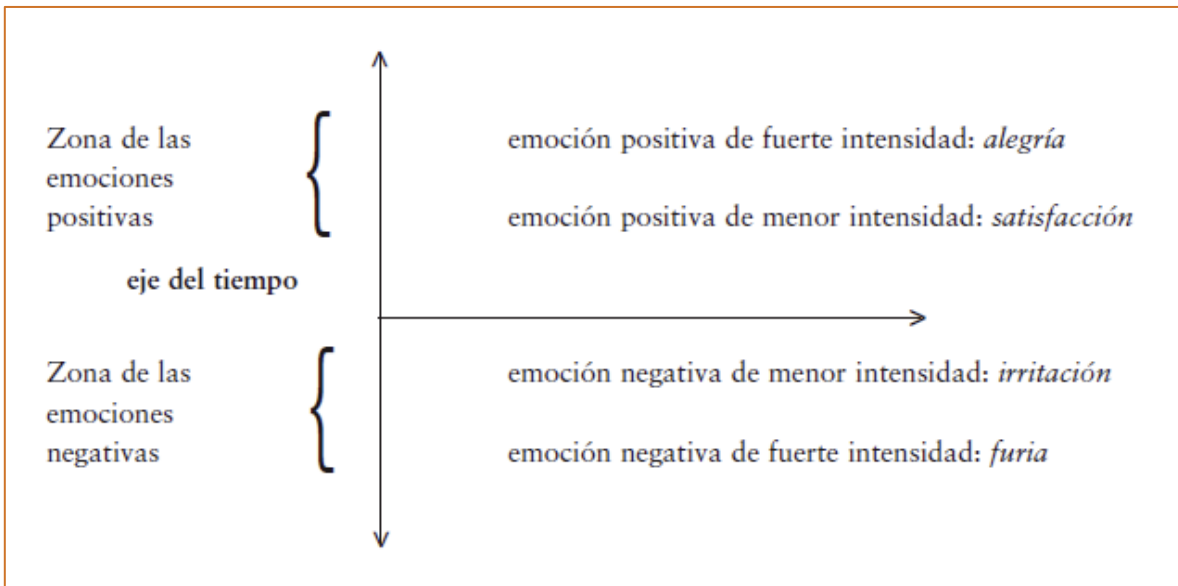 Zona de las
emociones
positivas
emoción positiva de fuerte intensidad: alegría
emoción positiva de menor intensidad: satisfacción
eje del tiempo
Zona de las
emociones
negativas
emoción negativa de menor intensidad: irritación
emoción negativa de fuerte intensidad: furia